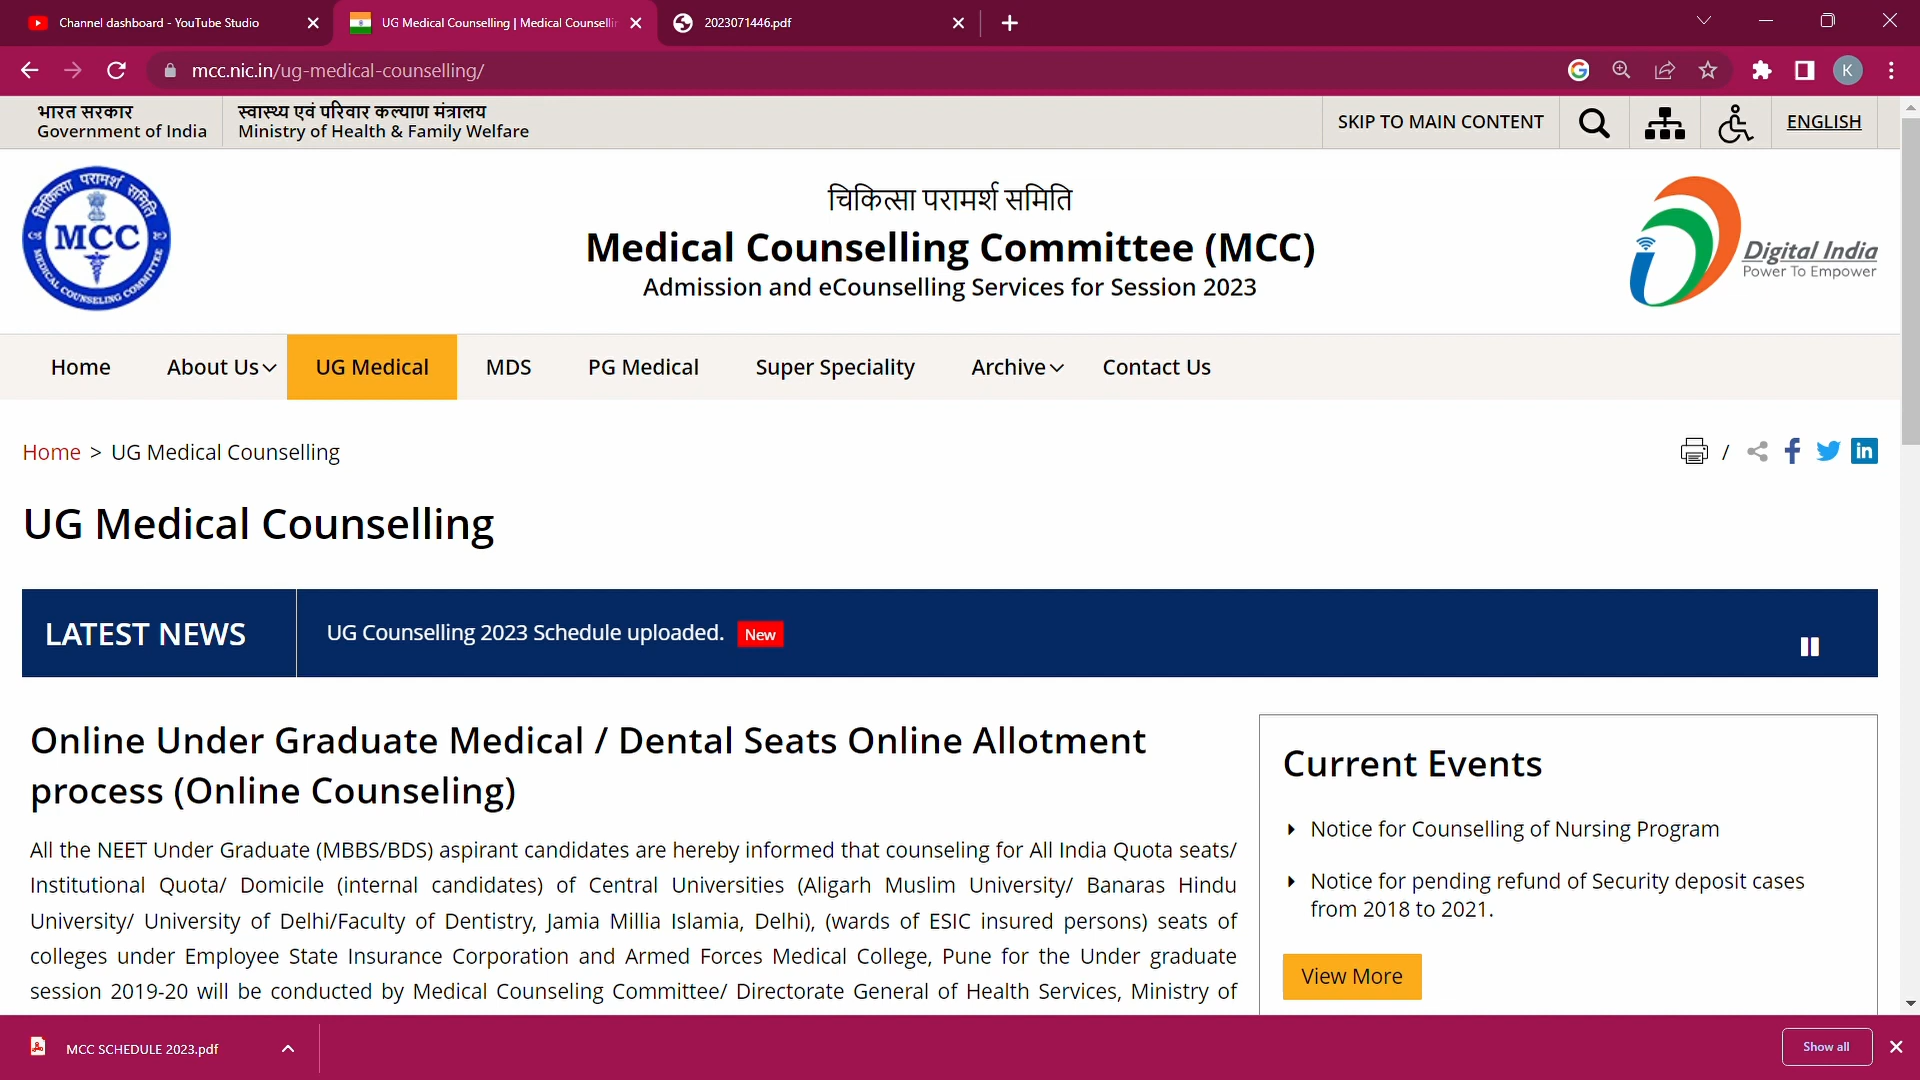 Channel dashboard - YouTube Studio
UG Medical Counselling | Medical Counselli
2023071446.pdf
mcc.nic.in/ug-medical-counselling/
K
भारत सरकार
Government of India
स्वास्थ्य एवं परिवार कल्याण मंत्रालय
Ministry of Health & Family Welfare
SKIP TO MAIN CONTENT
ENGLISH
चिकित्सा परामर्श समिति
MCC
MEDICAL COUNSELING COMMITTEE
चिकित्सा परामर्श समिति
Medical Counselling Committee (MCC)
Admission and eCounselling Services for Session 2023
Digital India
Power To Empower
Home
About Us
UG Medical
MDS
PG Medical
Super Speciality
Archive
Contact Us
Home > UG Medical Counselling
/
UG Medical Counselling
LATEST NEWS
UG Counselling 2023 Schedule uploaded. New
Online Under Graduate Medical / Dental Seats Online Allotment
process (Online Counseling)
All the NEET Under Graduate (MBBS/BDS) aspirant candidates are hereby informed that counseling for All India Quota seats/
Institutional Quota/ Domicile (internal candidates) of Central Universities (Aligarh Muslim University/ Banaras Hindu
University/ University of Delhi/Faculty of Dentistry, Jamia Millia Islamia, Delhi), (wards of ESIC insured persons) seats of
colleges under Employee State Insurance Corporation and Armed Forces Medical College, Pune for the Under graduate
session 2019-20 will be conducted by Medical Counseling Committee/ Directorate General of Health Services, Ministry of
Current Events
Notice for Counselling of Nursing Program
Notice for pending refund of Security deposit cases
from 2018 to 2021.
View More
MCC SCHEDULE 2023.pdf
Show all